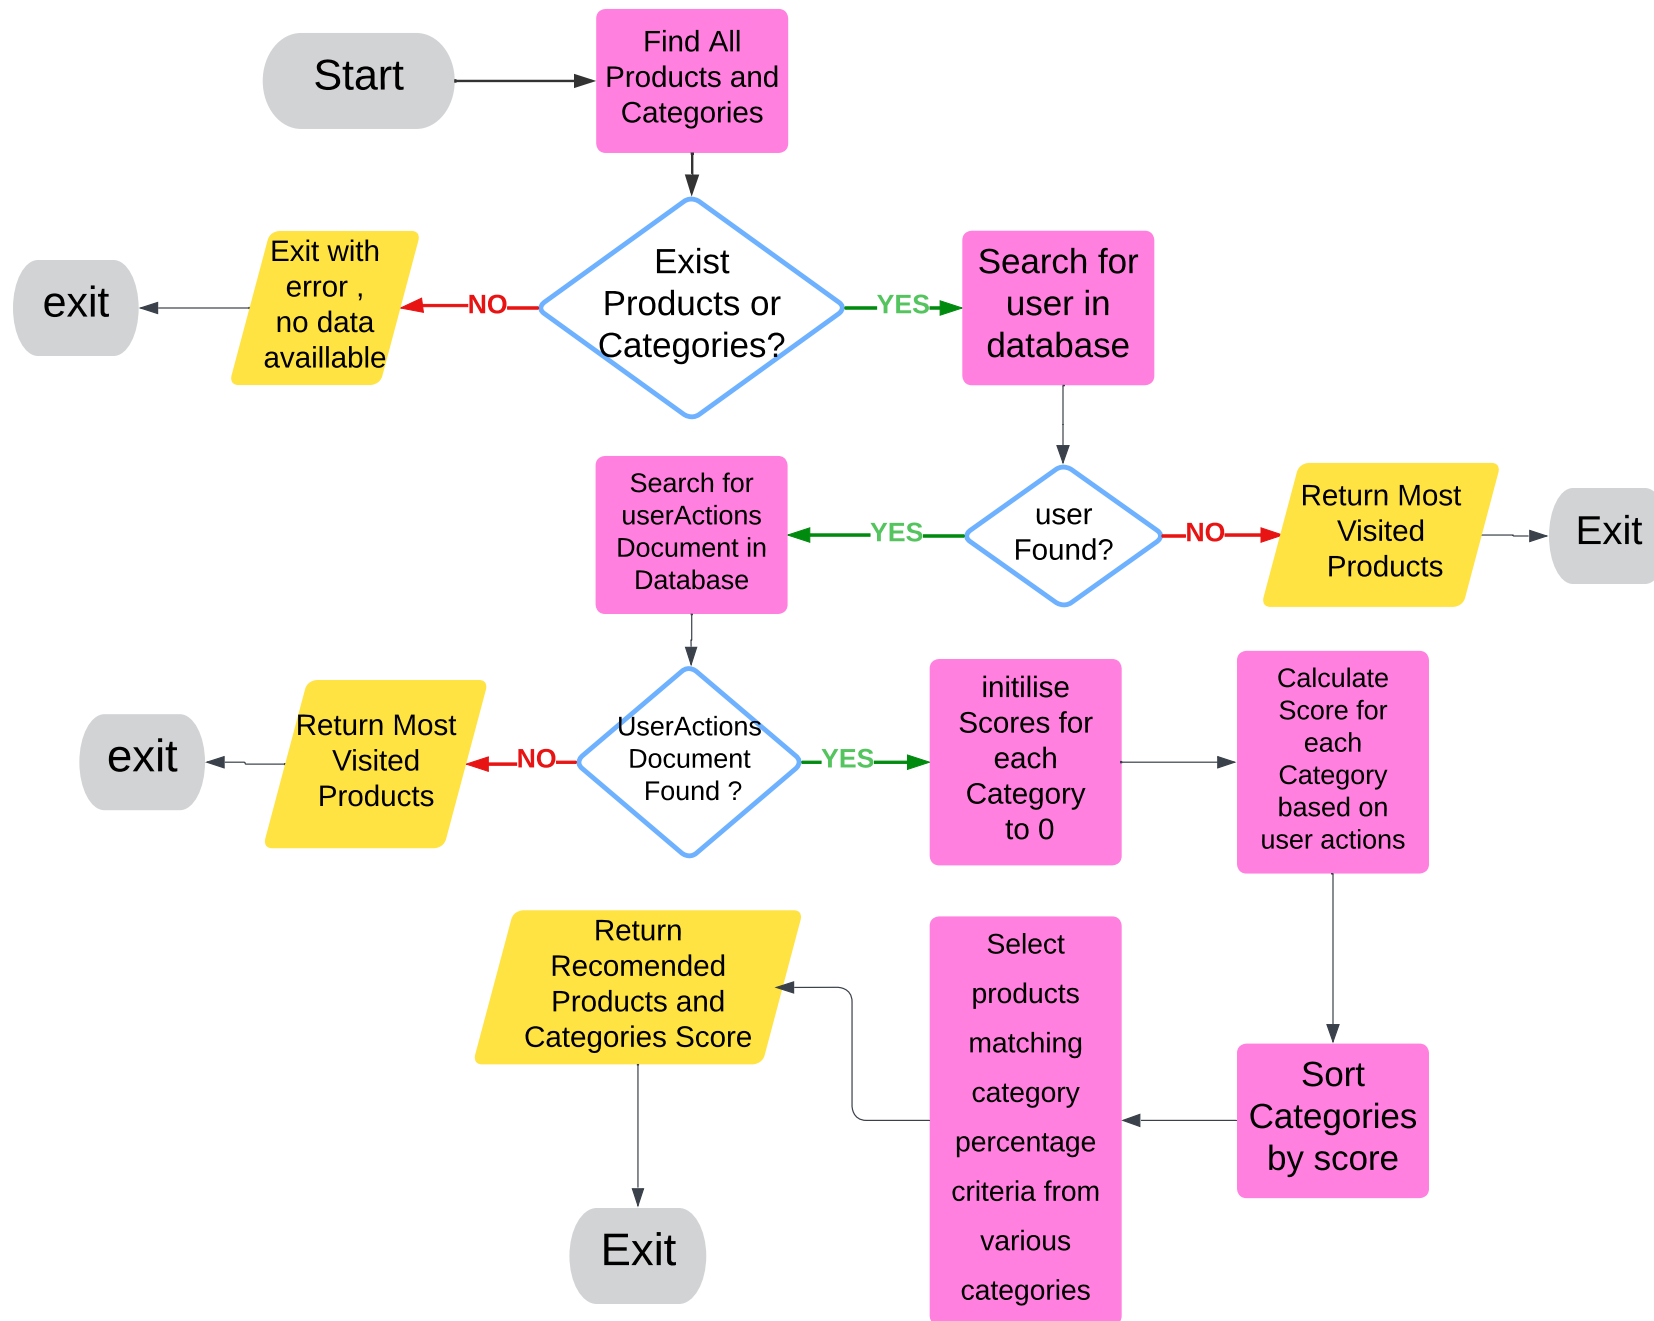 Start
Find All
Products and
Categories
Exit with
error ,
no data
availlable
exit
NO
Exist
Products or
Categories?
YES
Search for
user in
database
Search for
userActions
Document in
Database
YES
user
Found?
NO
Return Most
Visited
Products
Exit
exit
Return Most
Visited
Products
NO
UserActions
Document
Found ?
YES
initilise
Scores for
each
Category
to 0
Calculate
Score for
each
Category
based on
user actions
Return
Recomended
Products and
Categories Score
Select
products
matching
category
percentage
criteria from
various
categories
Sort
Categories
by score
Exit